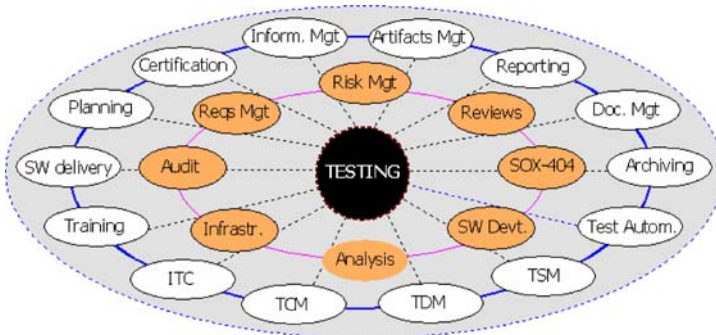 Inform. Mgt
Artifacts Mgt
Certification
Reporting
Risk Mgt
Planning
Reqs Mgt
Reviews
Doc. Mgt
SW delivery
Audit
TESTING
SOX-404
Archiving
Training
Infrastr.
SW Devt.
Test Autom.
Analysis
ITC
TSM
TCM
TDM